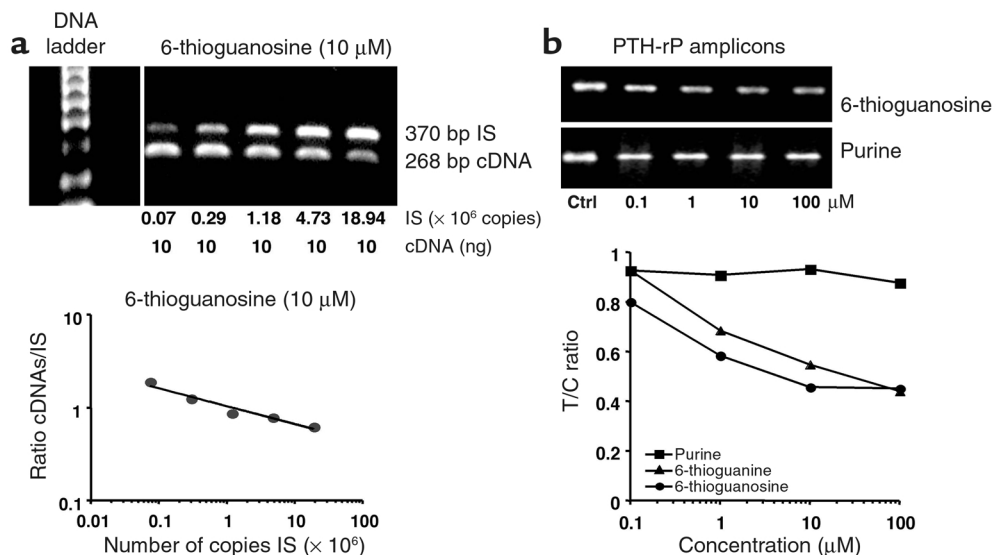 a
DNA
ladder
6-thioguanosine (10 μM)
370 bp IS
268 bp cDNA
0.07 0.29 1.18 4.73 18.94 IS (× 10⁶ copies)
10 10 10 10 10 cDNA (ng)
6-thioguanosine (10 μM)
Ratio cDNAs/IS
10
1
0.1
0.01 0.1 1 10 100
Number of copies IS (× 10⁶)
b
PTH-rP amplicons
6-thioguanosine
Purine
Ctrl 0.1 1 10 100 μM
T/C ratio
1
0.8
0.6
0.4
0.2
0
Purine
6-thioguanine
6-thioguanosine
0.1 1 10 100
Concentration (μM)